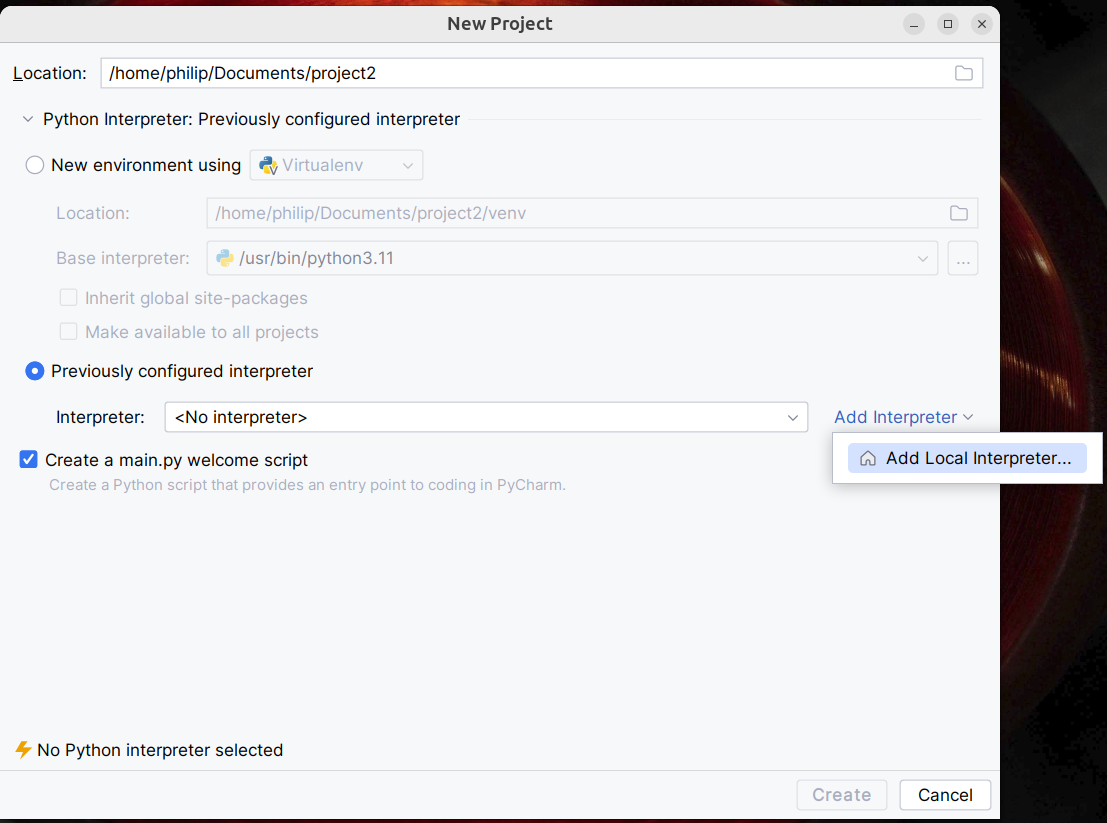 New Project
Location: /home/philip/Documents/project2
Python Interpreter: Previously configured interpreter
New environment using Virtualenv
Location: /home/philip/Documents/project2/venv
Base interpreter: /usr/bin/python3.11 ...
Inherit global site-packages
Make available to all projects
Previously configured interpreter
Interpreter: <No interpreter> Add Interpreter
Add Local Interpreter...
Create a main.py welcome script
Create a Python script that provides an entry point to coding in PyCharm.
No Python interpreter selected
Create Cancel